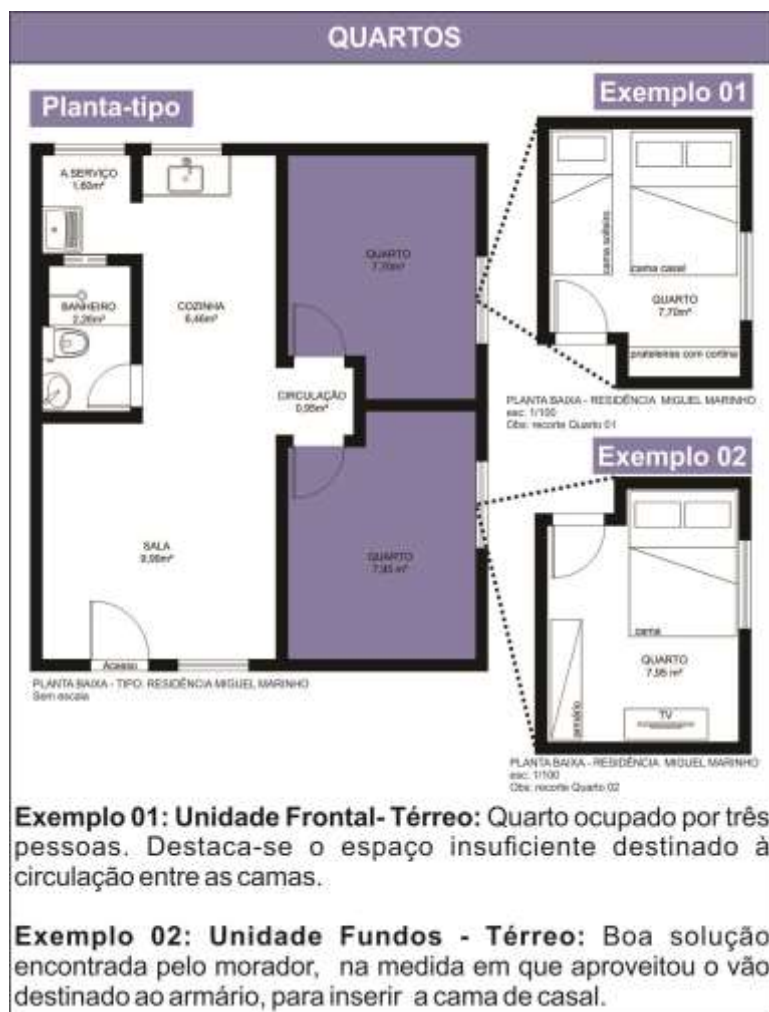 QUARTOS
Planta-tipo
Exemplo 01
A.SERVIÇO
1,60m²
QUARTO
7,70m²
BANHEIRO
2,26m²
COZINHA
6,46m²
CIRCULAÇÃO
0,95m²
SALA
9,98m²
QUARTO
7,95 m²
Acesso
PLANTA BAIXA - TIPO: RESIDÊNCIA MIGUEL MARINHO
Sem escala
cama solteiro
cama casal
QUARTO
7,70m²
prateleiras com cortina
PLANTA BAIXA - RESIDÊNCIA MIGUEL MARINHO
esc: 1/100
Obs: recorte Quarto 01
Exemplo 02
cama
QUARTO
7,95 m²
armário
TV
PLANTA BAIXA - RESIDÊNCIA MIGUEL MARINHO
esc: 1/100
Obs: recorte Quarto 02
Exemplo 01: Unidade Frontal- Térreo: Quarto ocupado por três
pessoas. Destaca-se o espaço insuficiente destinado à
circulação entre as camas.
Exemplo 02: Unidade Fundos - Térreo: Boa solução
encontrada pelo morador, na medida em que aproveitou o vão
destinado ao armário, para inserir a cama de casal.